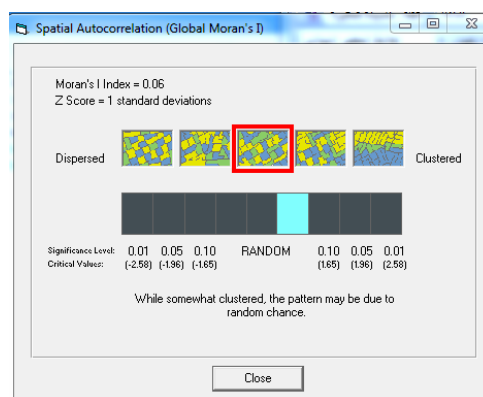 Spatial Autocorrelation (Global Moran's I)
Moran's I Index = 0.06
Z Score = 1 standard deviations
Dispersed
Clustered
Significance Level: 0.01 0.05 0.10 RANDOM 0.10 0.05 0.01
Critical Values: (-2.58) (-1.96) (-1.65) (1.65) (1.96) (2.58)
While somewhat clustered, the pattern may be due to
random chance.
Close